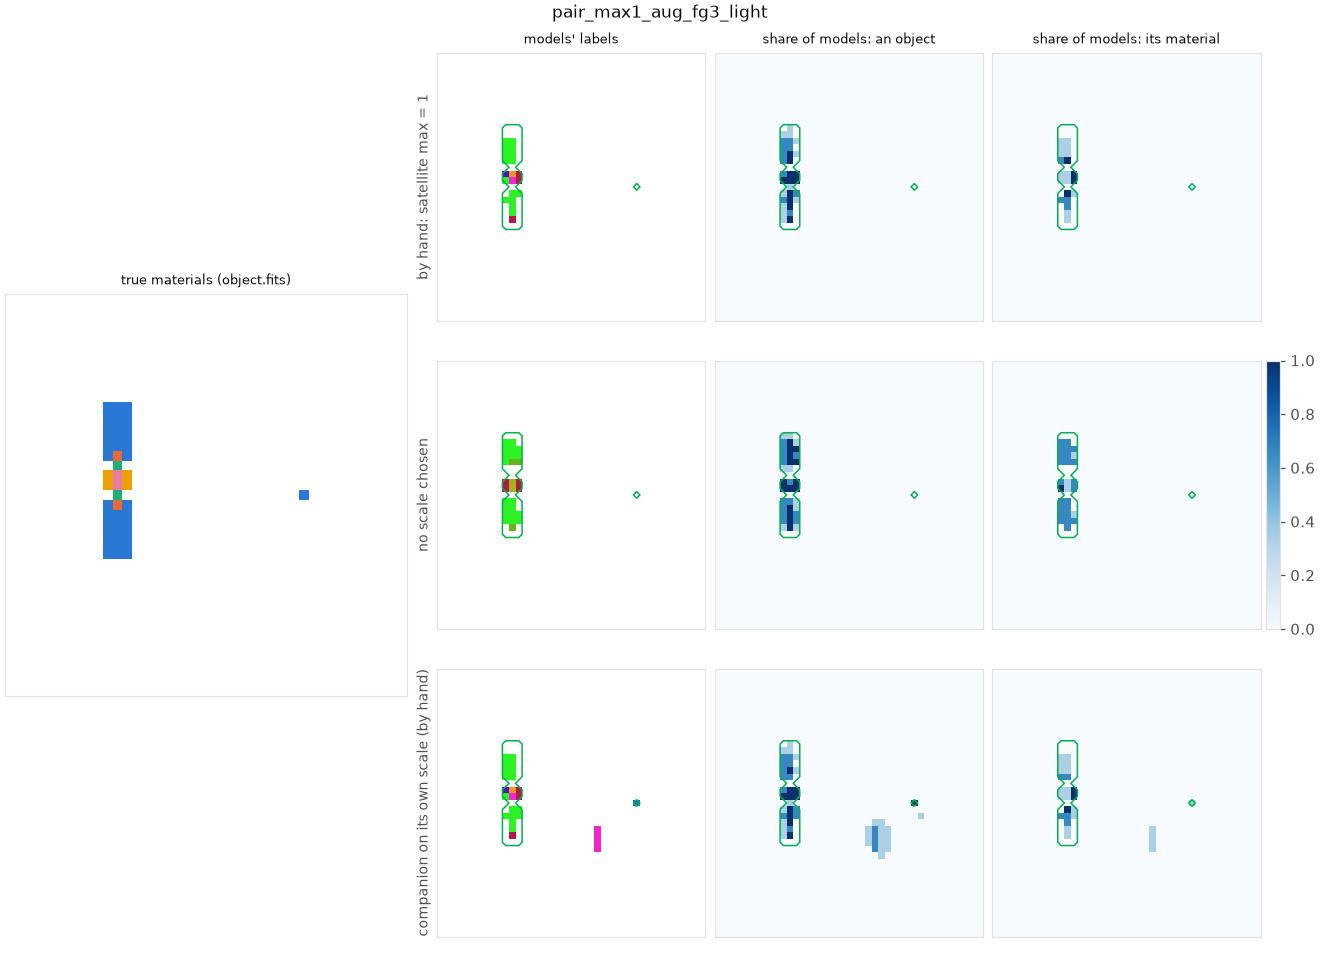 pair_max1_aug_fg3_light
models' labels
share of models: an object
share of models: its material
by hand: satellite max = 1
true materials (object.fits)
no scale chosen
1.0
0.8
0.6
0.4
0.2
0.0
companion on its own scale (by hand)